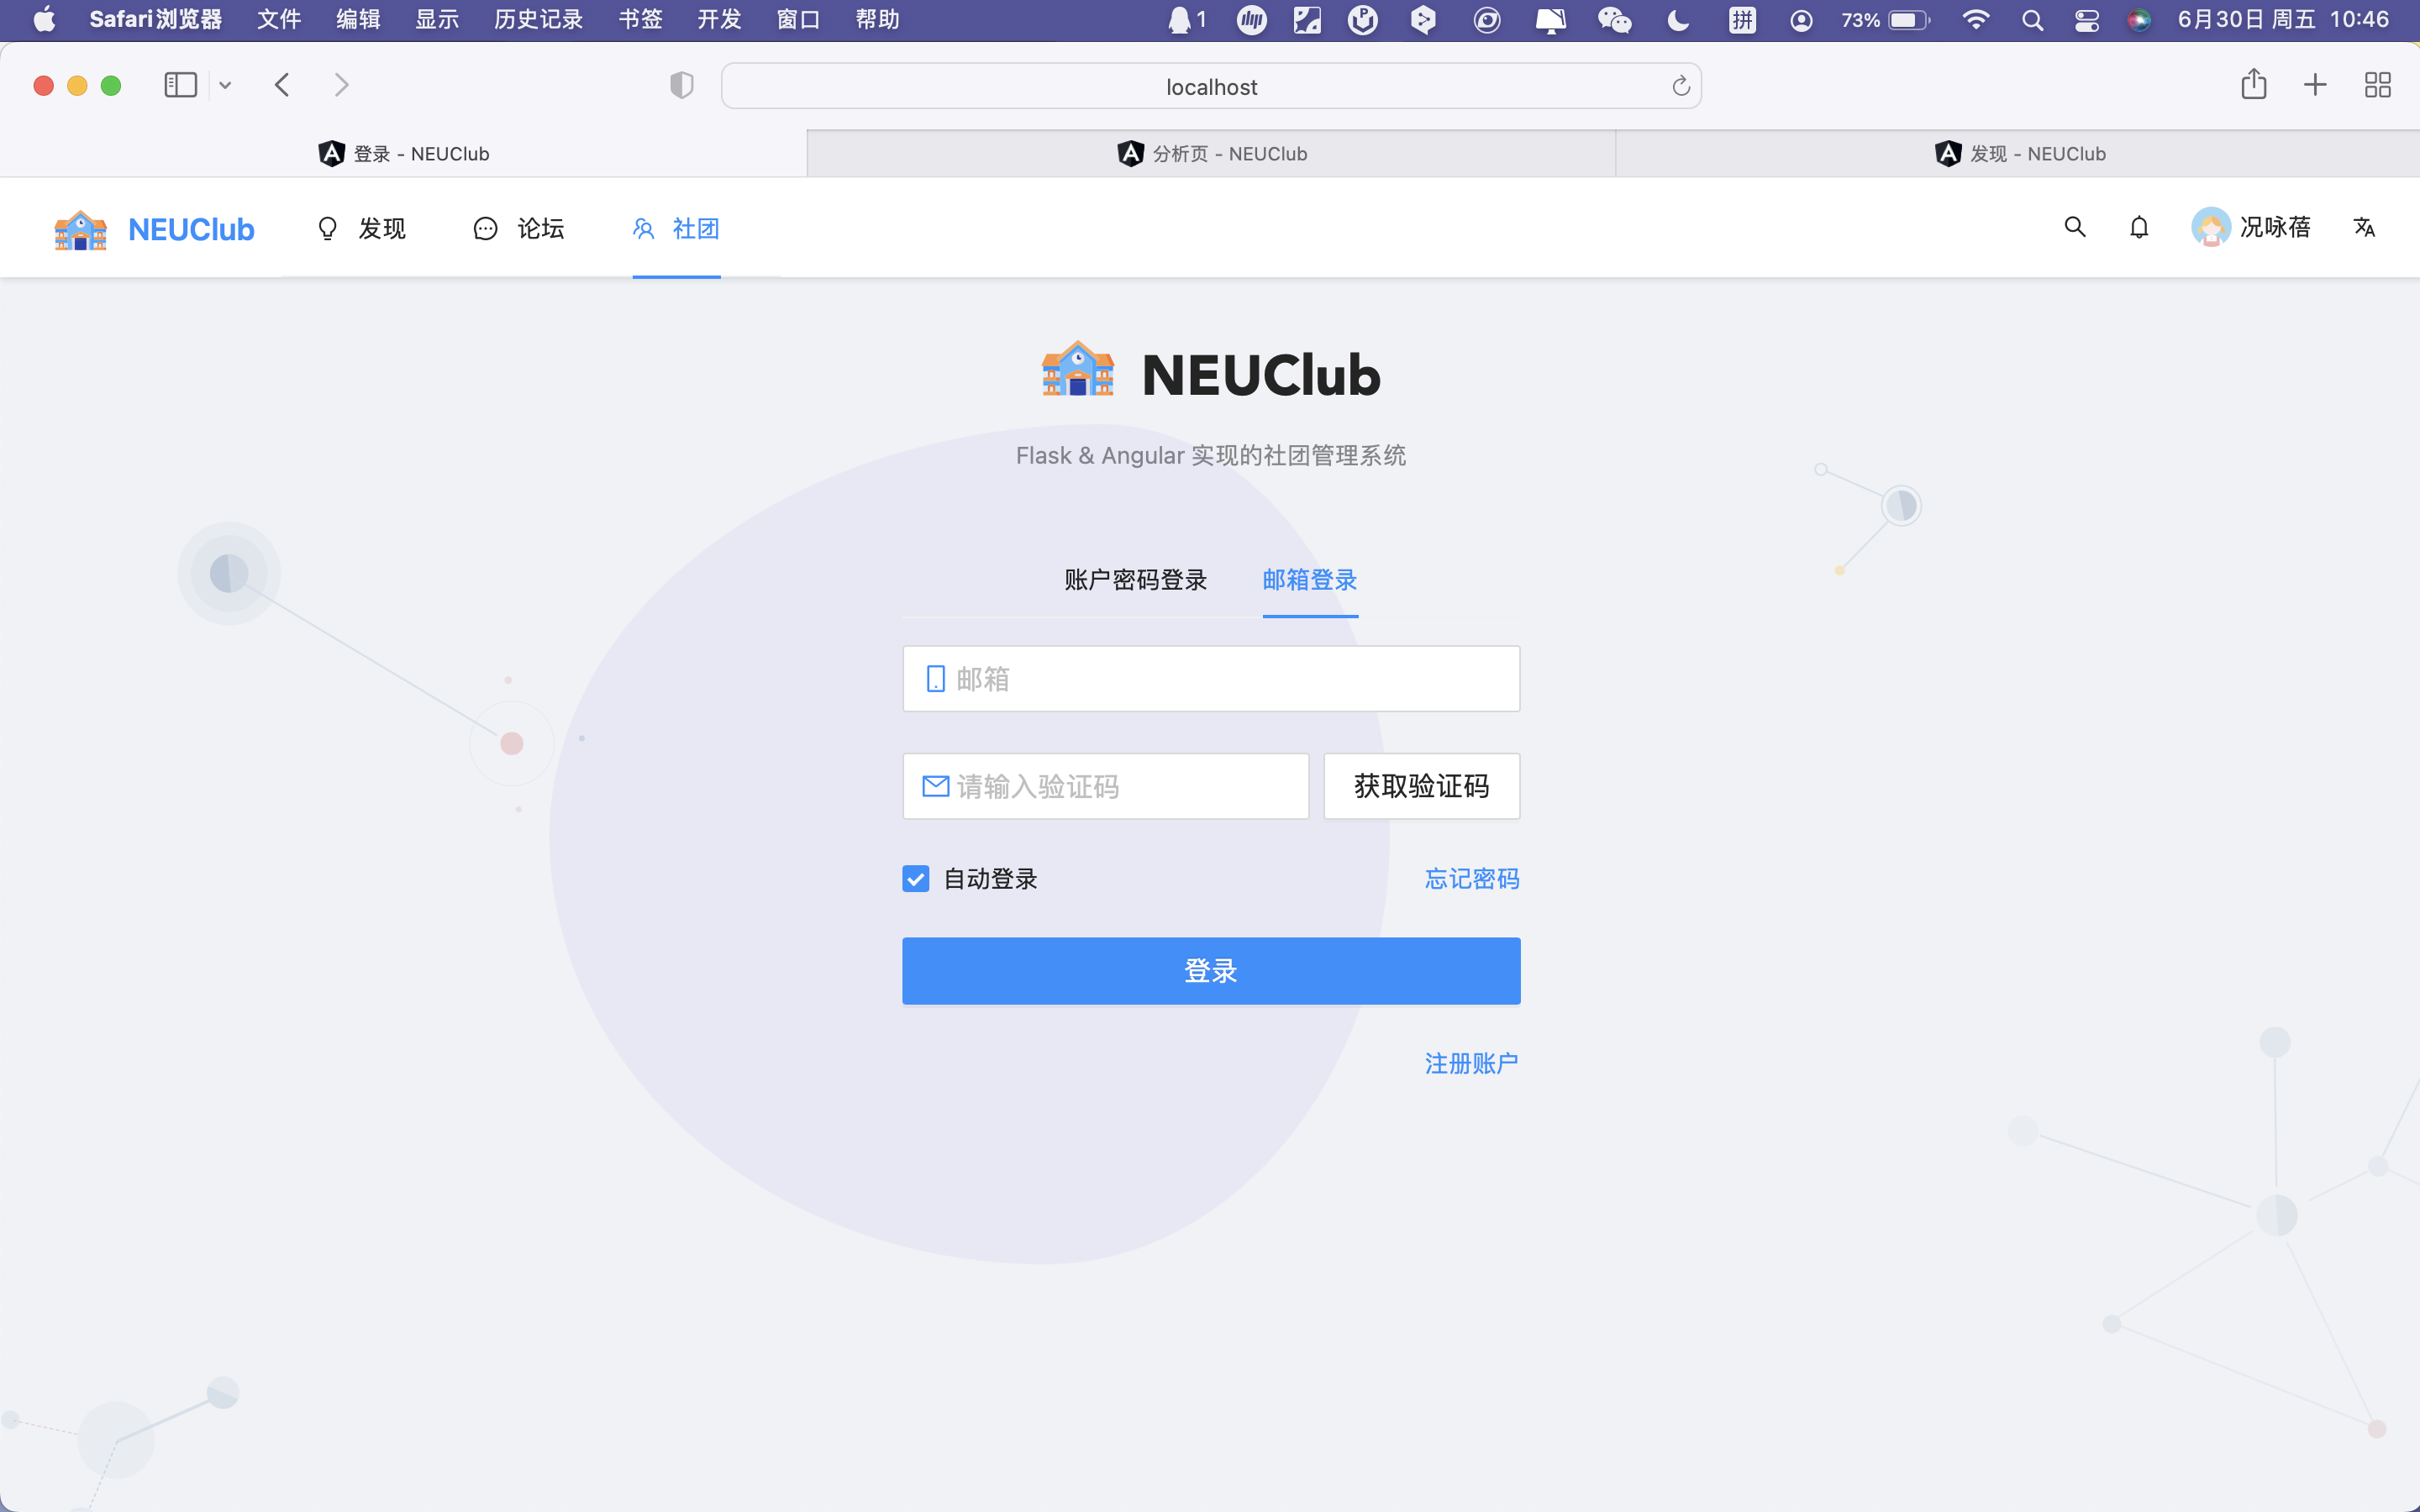 Safari浏览器 文件 编辑 显示 历史记录 书签 开发 窗口 帮助 1 拼 73% 6月30日 周五 10:46
localhost
登录 - NEUClub 分析页 - NEUClub 发现 - NEUClub
NEUClub 发现 论坛 社团 况咏蓓
NEUClub
Flask & Angular 实现的社团管理系统
账户密码登录 邮箱登录
邮箱
请输入验证码 获取验证码
自动登录 忘记密码
登录
注册账户